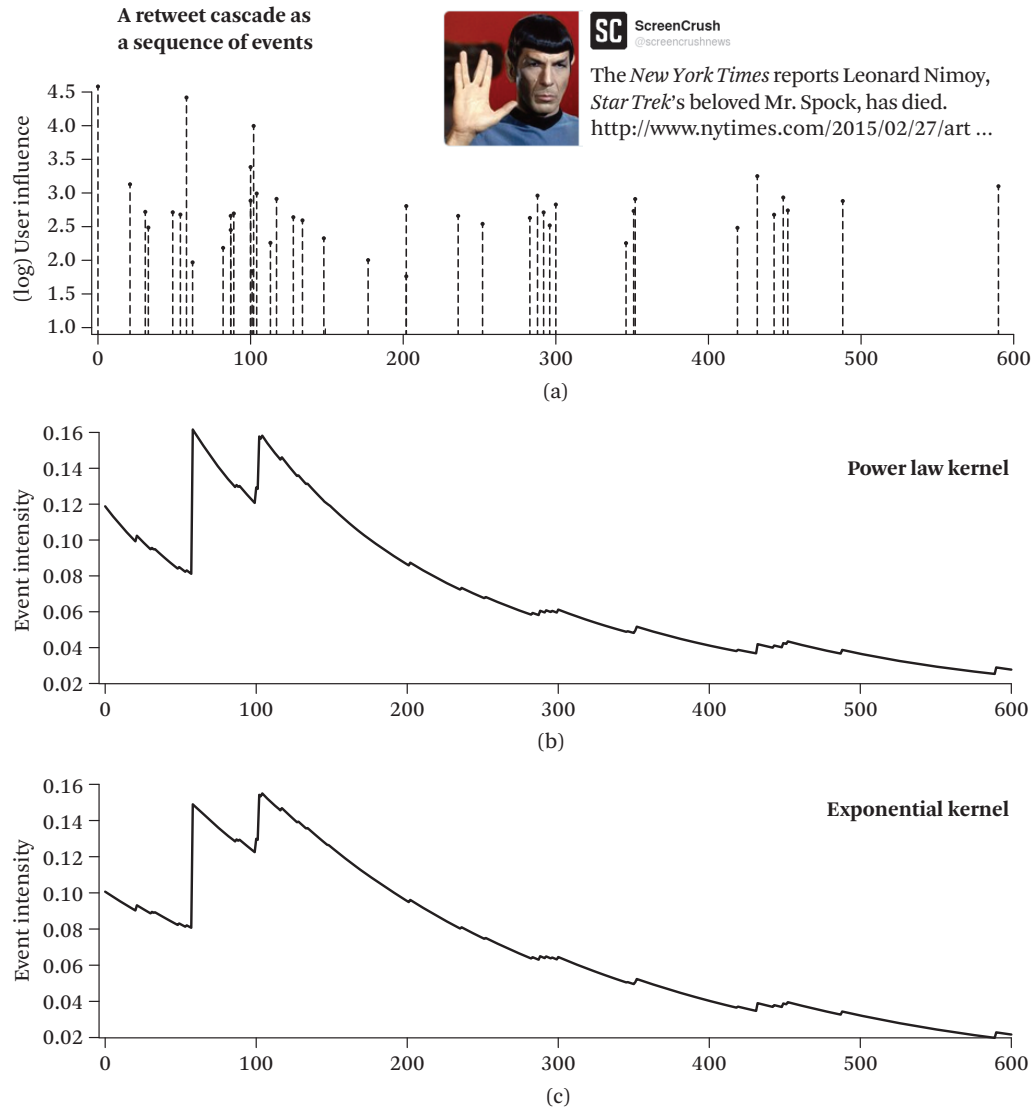 A retweet cascade as
a sequence of events
SC
ScreenCrush
@screencrushnews
The New York Times reports Leonard Nimoy,
Star Trek's beloved Mr. Spock, has died.
http://www.nytimes.com/2015/02/27/art ...
(log) User influence
4.5
4.0
3.5
3.0
2.5
2.0
1.5
1.0
0 100 200 300 400 500 600
(a)
Power law kernel
Event intensity
0.16
0.14
0.12
0.10
0.08
0.06
0.04
0.02
0 100 200 300 400 500 600
(b)
Exponential kernel
Event intensity
0.16
0.14
0.12
0.10
0.08
0.06
0.04
0.02
0 100 200 300 400 500 600
(c)